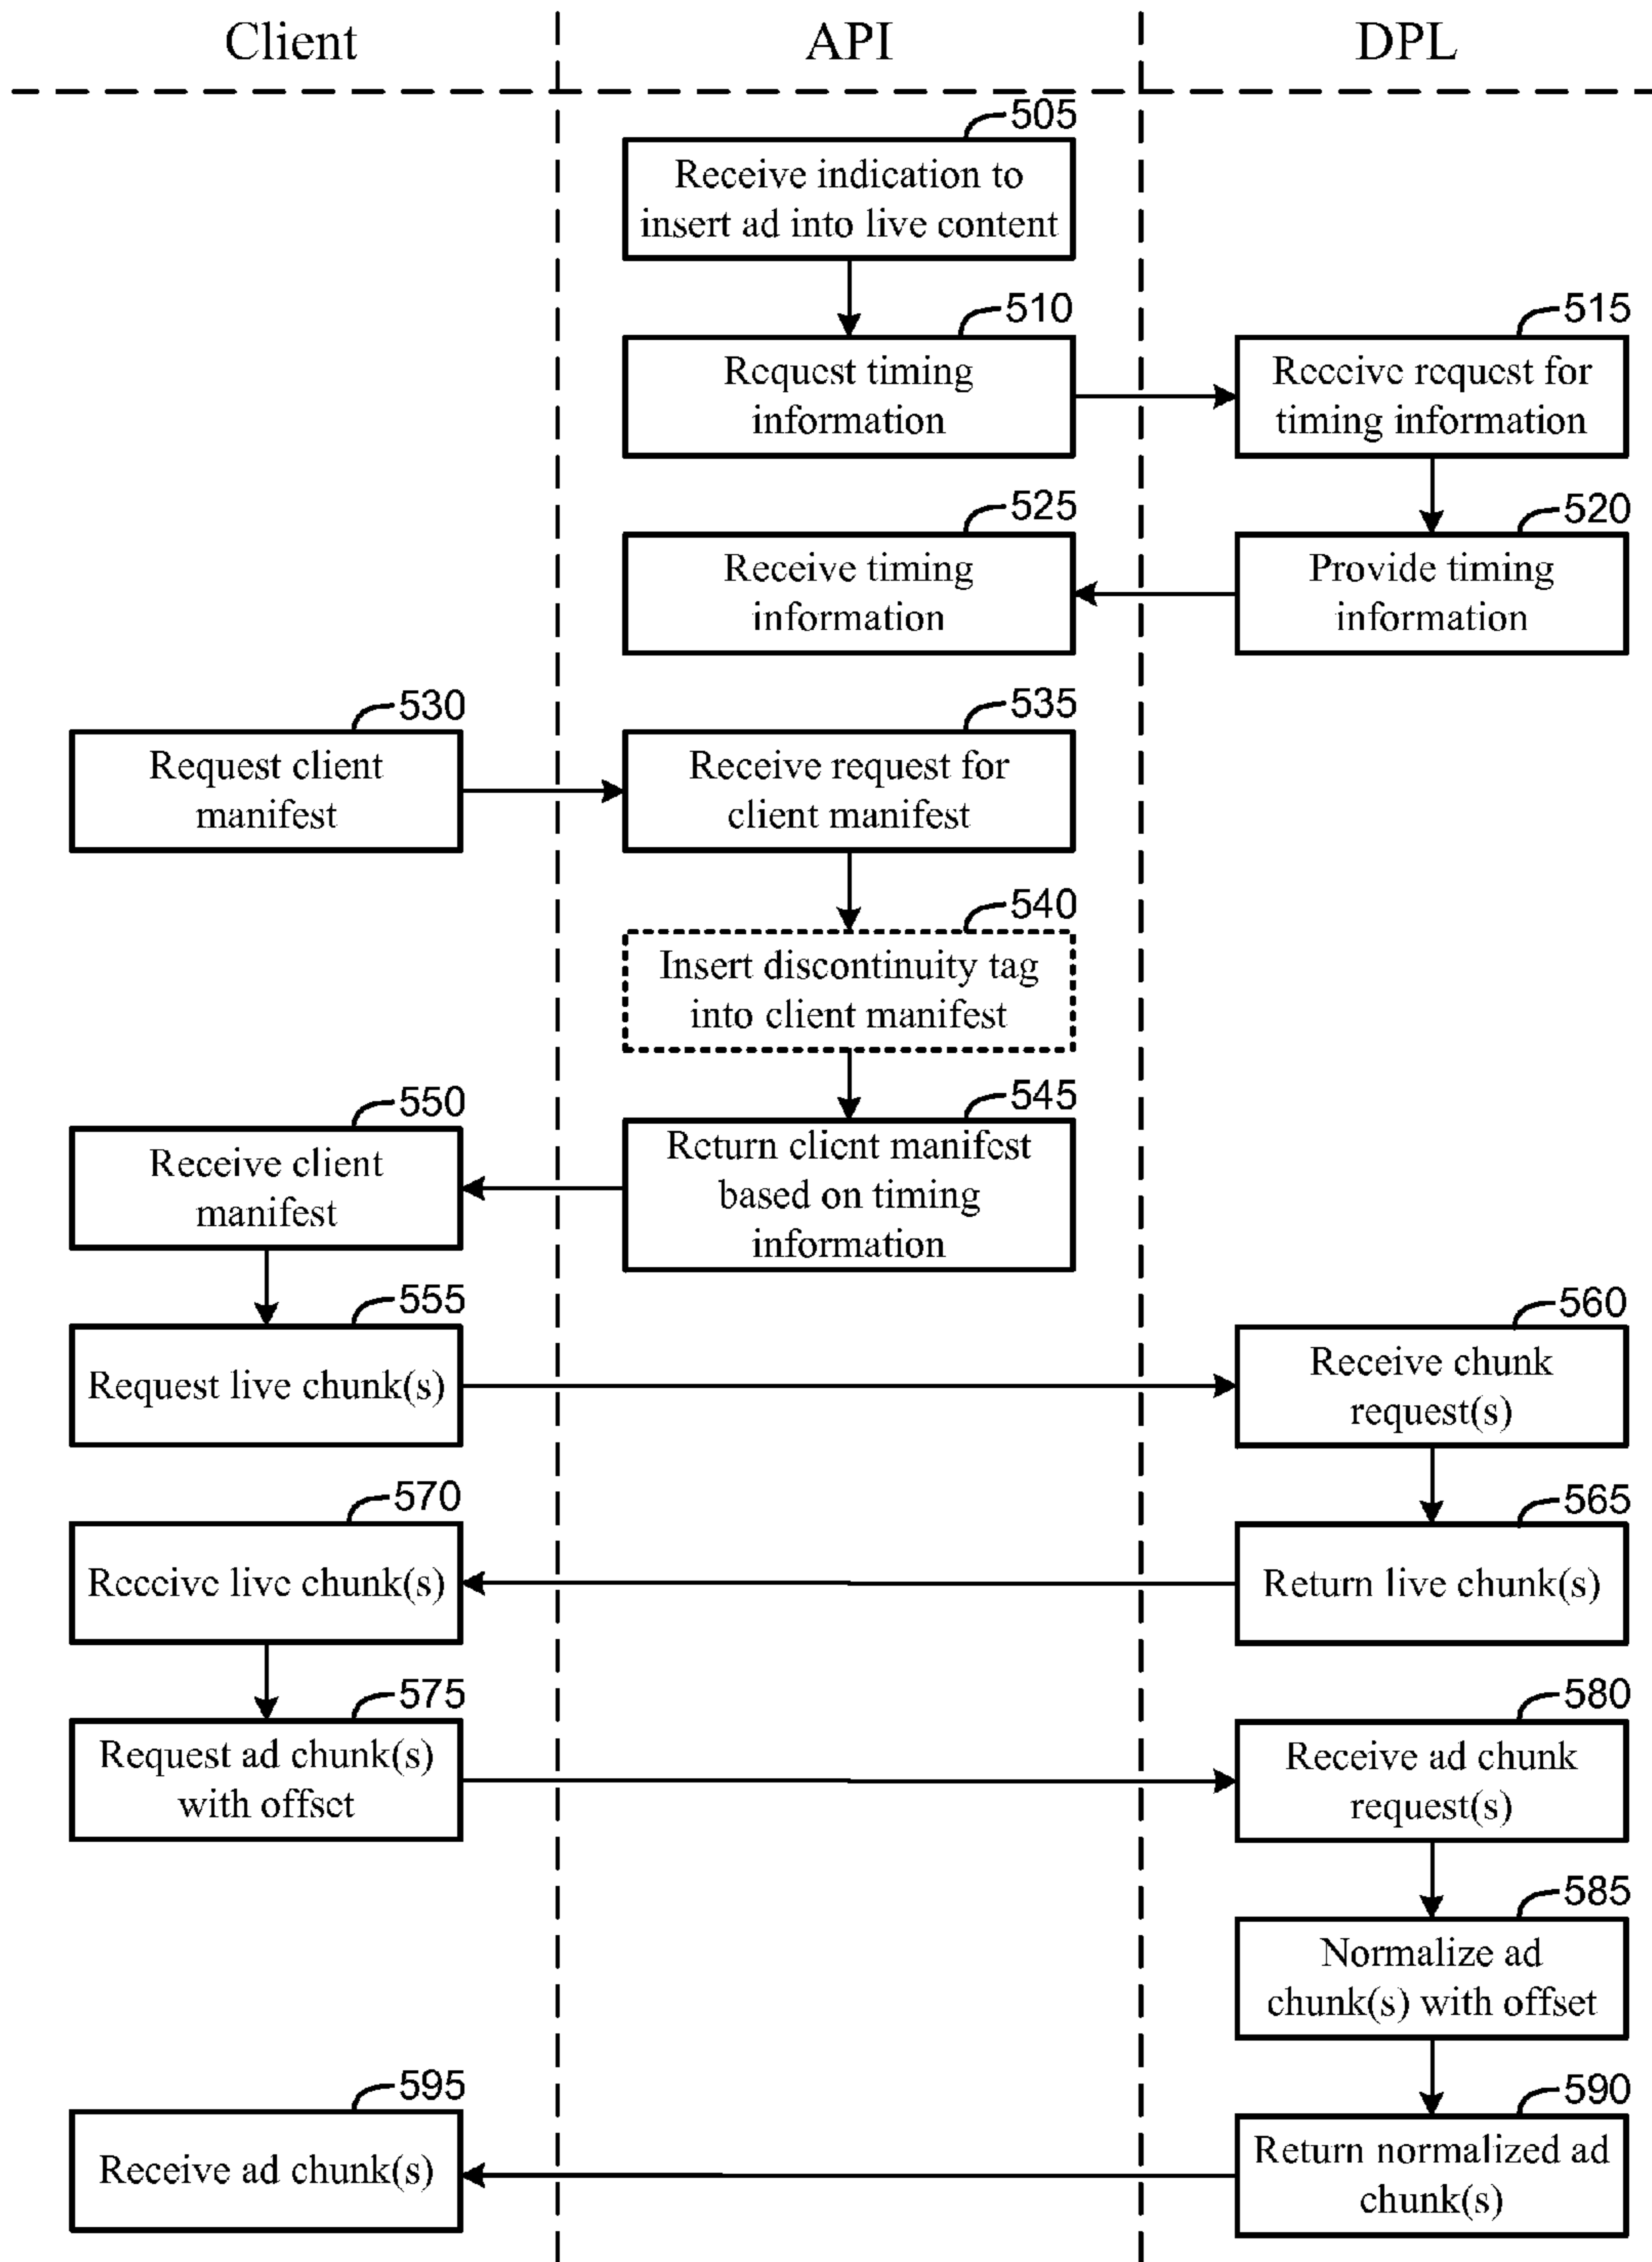 Client
API
DPL
505
Receive indication to
insert ad into live content
510
Request timing
information
515
Receive request for
timing information
525
Receive timing
information
520
Provide timing
information
530
Request client
manifest
535
Receive request for
client manifest
540
Insert discontinuity tag
into client manifest
550
Receive client
manifest
545
Return client manifest
based on timing
information
555
Request live chunk(s)
560
Receive chunk
request(s)
570
Receive live chunk(s)
565
Return live chunk(s)
575
Request ad chunk(s)
with offset
580
Receive ad chunk
request(s)
585
Normalize ad
chunk(s) with offset
595
Receive ad chunk(s)
590
Return normalized ad
chunk(s)